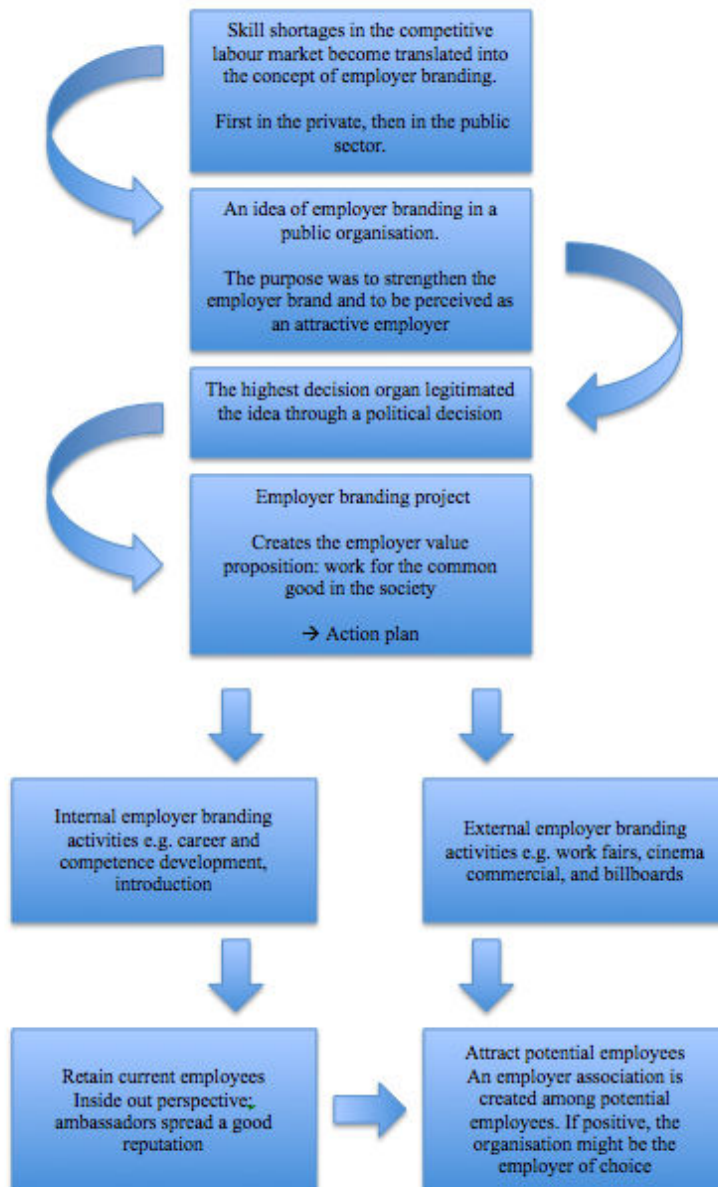 Skill shortages in the competitive
labour market become translated into
the concept of employer branding.
First in the private, then in the public
sector.
An idea of employer branding in a
public organisation.
The purpose was to strengthen the
employer brand and to be perceived as
an attractive employer
The highest decision organ legitimated
the idea through a political decision
Employer branding project
Creates the employer value
proposition: work for the common
good in the society
→ Action plan
Internal employer branding
activities e.g. career and
competence development,
introduction
External employer branding
activities e.g. work fairs, cinema
commercial, and billboards
Retain current employees
Inside out perspective;
ambassadors spread a good
reputation
Attract potential employees
An employer association is
created among potential
employees. If positive, the
organisation might be the
employer of choice